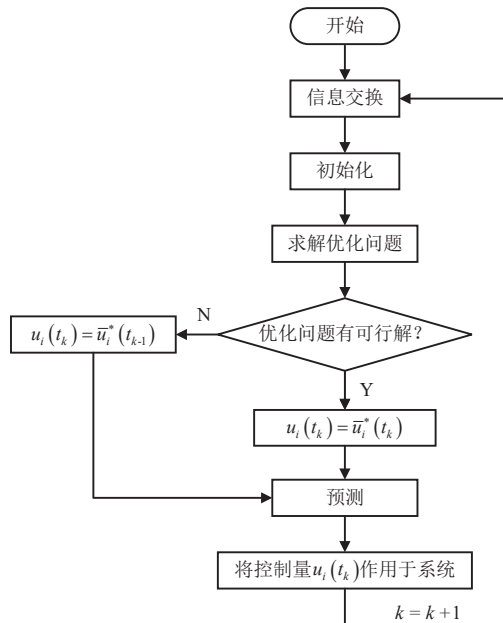 开始
信息交换
初始化
求解优化问题
优化问题有可行解？
N
u_i(t_k)=ū_i^*(t_{k-1})
Y
u_i(t_k)=ū_i^*(t_k)
预测
将控制量u_i(t_k)作用于系统
k = k +1